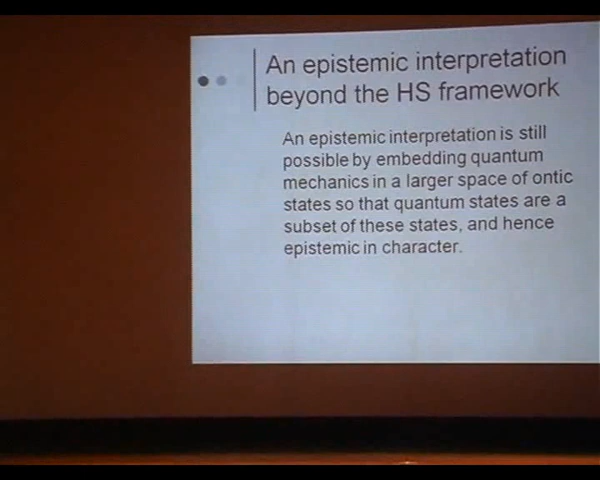 An epistemic interpretation
beyond the HS framework
An epistemic interpretation is still
possible by embedding quantum
mechanics in a larger space of ontic
states so that quantum states are a
subset of these states, and hence
epistemic in character.